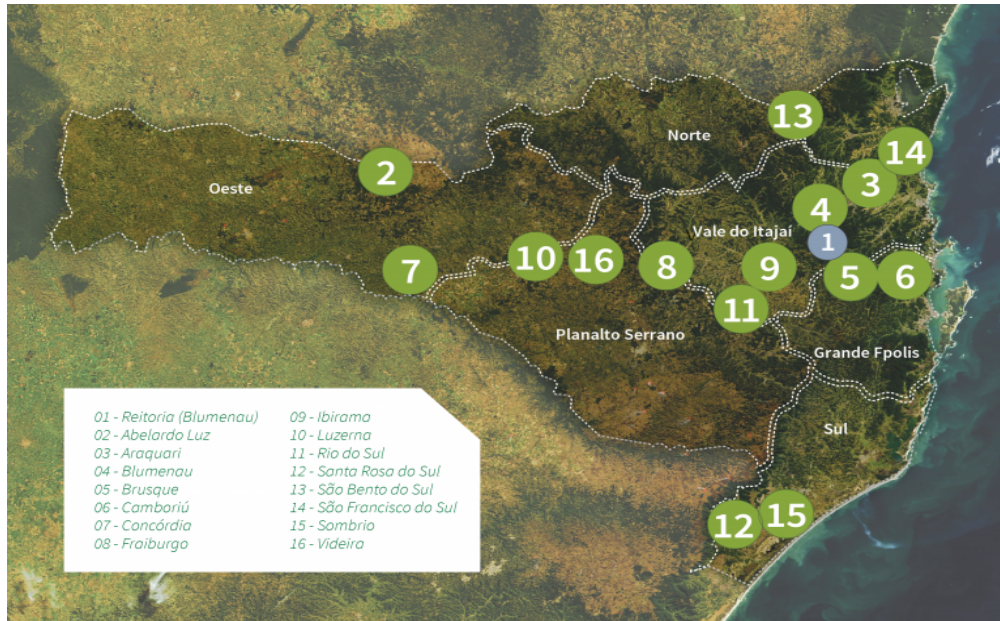 13
Norte
14
2
3
Oeste
4
Vale do Itajaí
1
10
16
8
9
5
6
7
11
Planalto Serrano
Grande Fpolis
Sul
12
15
01 - Reitoria (Blumenau)
02 - Abelardo Luz
03 - Araquari
04 - Blumenau
05 - Brusque
06 - Camboriú
07 - Concórdia
08 - Fraiburgo
09 - Ibirama
10 - Luzerna
11 - Rio do Sul
12 - Santa Rosa do Sul
13 - São Bento do Sul
14 - São Francisco do Sul
15 - Sombrio
16 - Videira